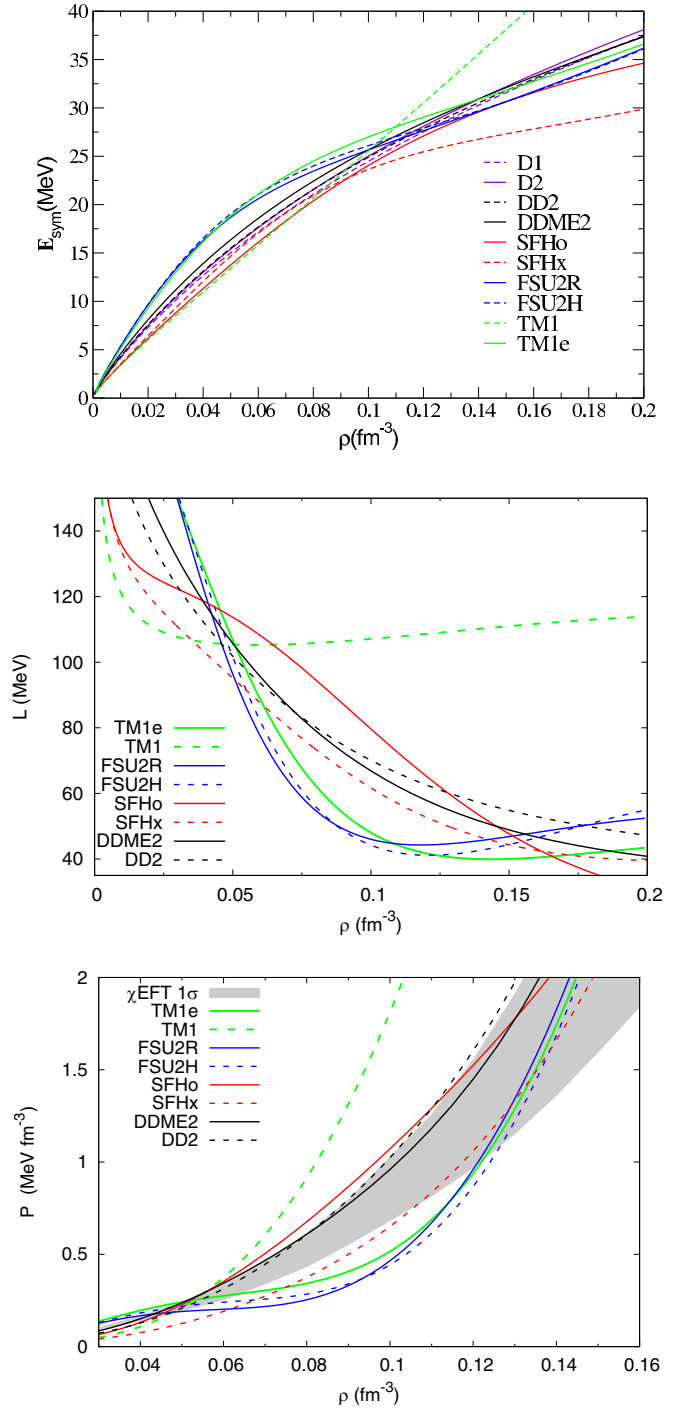 E_sym(MeV)
40
35
30
25
20
15
10
5
0
D1
D2
DD2
DDME2
SFHo
SFHx
FSU2R
FSU2H
TM1
TM1e
0 0.02 0.04 0.06 0.08 0.1 0.12 0.14 0.16 0.18 0.2
ρ(fm⁻³)
L (MeV)
140
120
100
80
60
40
TM1e
TM1
FSU2R
FSU2H
SFHo
SFHx
DDME2
DD2
0 0.05 0.1 0.15 0.2
ρ (fm⁻³)
P (MeV fm⁻³)
2
1.5
1
0.5
0
χEFT 1σ
TM1e
TM1
FSU2R
FSU2H
SFHo
SFHx
DDME2
DD2
0.04 0.06 0.08 0.1 0.12 0.14 0.16
ρ (fm⁻³)